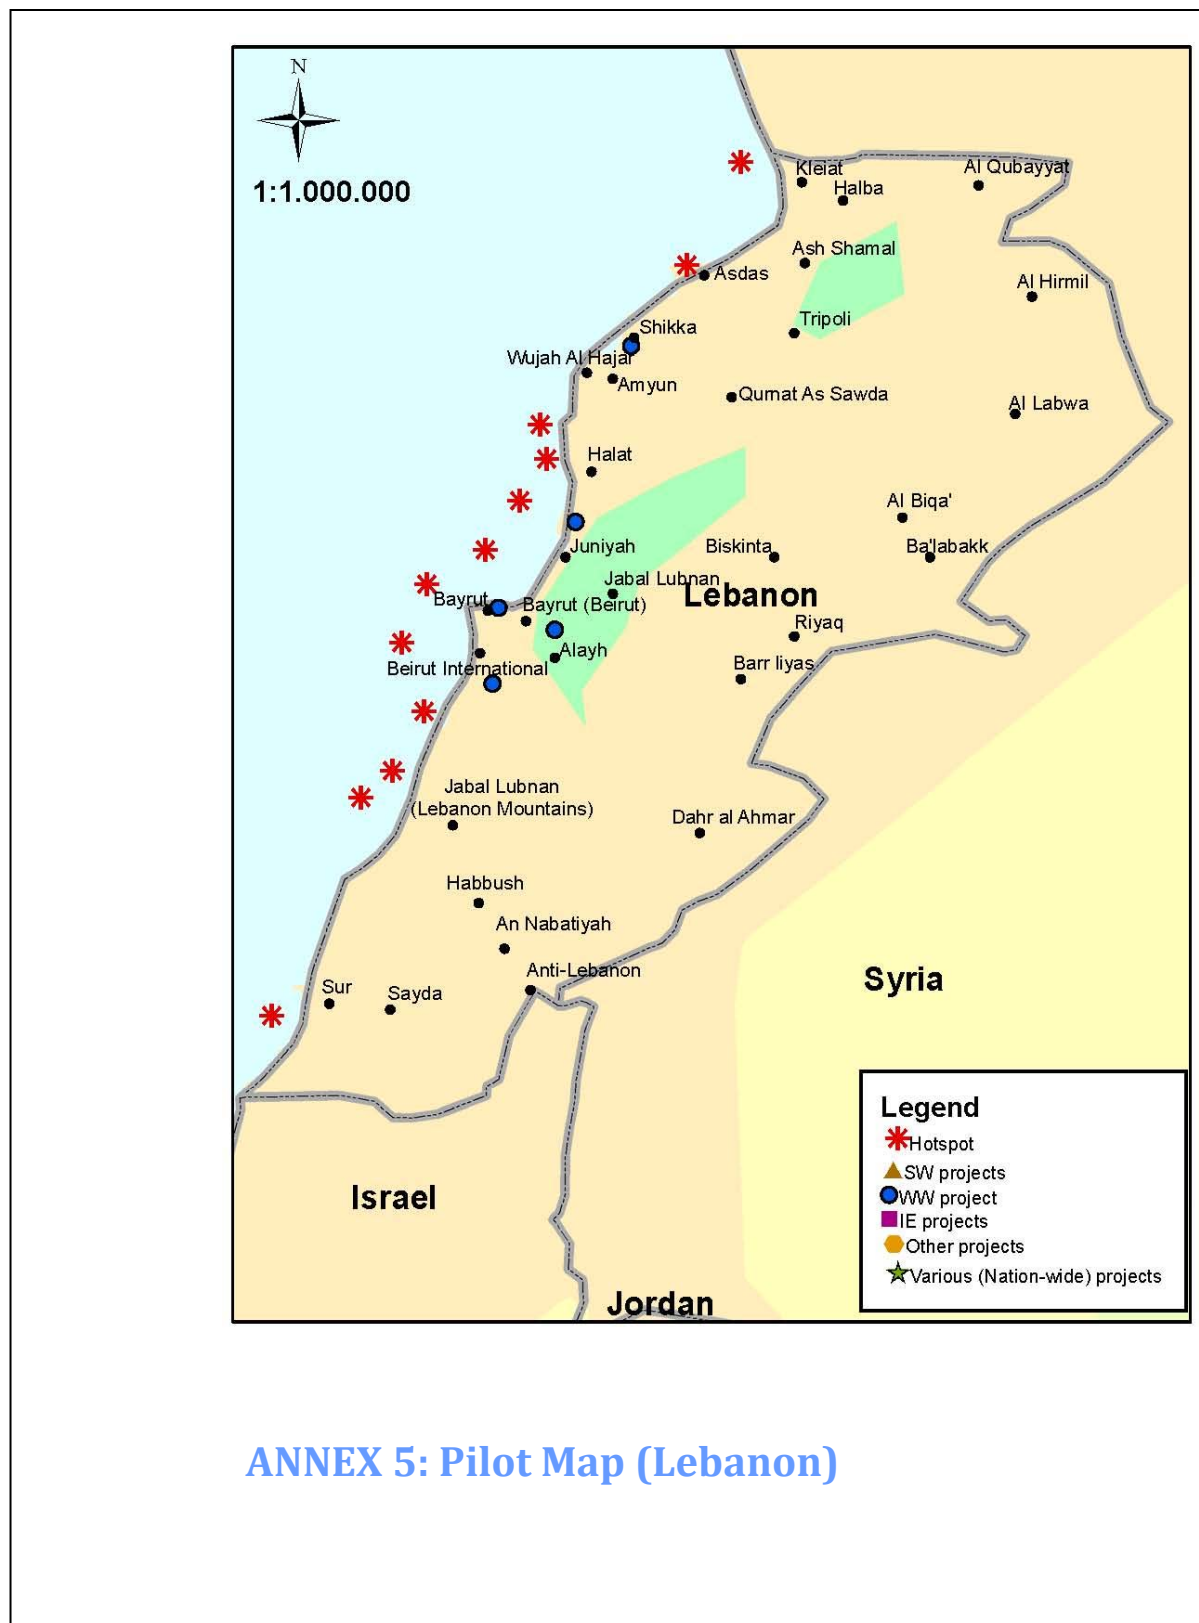 N
1:1.000.000
Kleiat
Al Qubayyat
Halba
Ash Shamal
Asdas
Al Hirmil
Tripoli
Shikka
Wujah Al Hajar
Amyun
Qurnat As Sawda
Al Labwa
Halat
Al Biqa'
Juniyah
Biskinta
Ba'labakk
Jabal Lubnan
Lebanon
Bayrut
Bayrut (Beirut)
Riyaq
Alayh
Beirut International
Barr Iiyas
Jabal Lubnan
(Lebanon Mountains)
Dahr al Ahmar
Habbush
An Nabatiyah
Anti-Lebanon
Syria
Sur
Sayda
Israel
Jordan
Legend
Hotspot
SW projects
WW project
IE projects
Other projects
Various (Nation-wide) projects
ANNEX 5: Pilot Map (Lebanon)